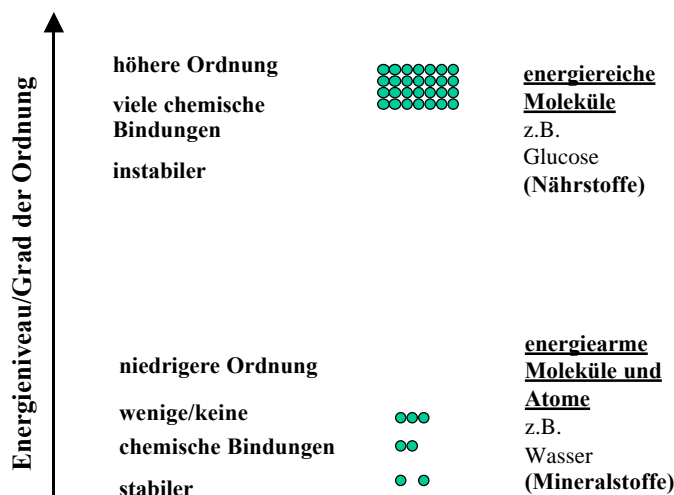 Energieniveau/Grad der Ordnung
höhere Ordnung
viele chemische
Bindungen
instabiler
energiereiche
Moleküle
z.B.
Glucose
(Nährstoffe)
niedrigere Ordnung
wenige/keine
chemische Bindungen
stabiler
energiearme
Moleküle und
Atome
z.B.
Wasser
(Mineralstoffe)